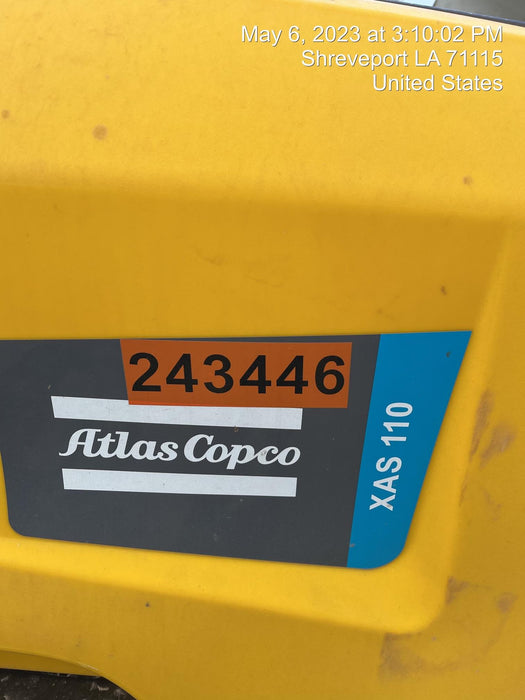 May 6, 2023 at 3:10:02 PM
Shreveport LA 71115
United States
243446
Atlas Copco
XAS 110